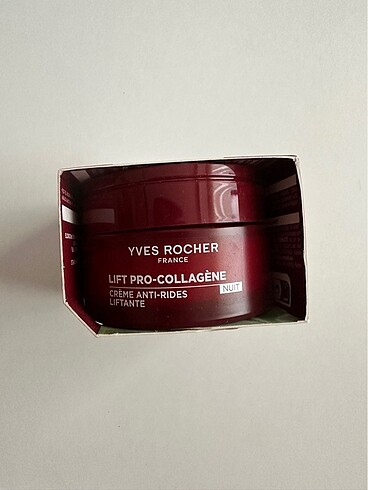 YVES ROCHER
FRANCE
LIFT PRO-COLLAGÈNE
NUIT
CRÈME ANTI-RIDES
LIFTANTE